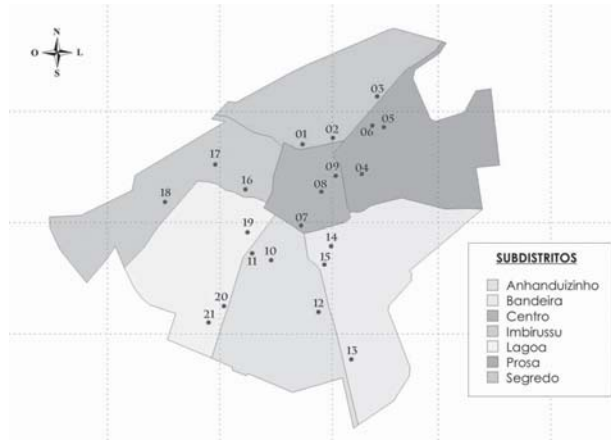 N
O L
S
03
06 05
02
01
17
09 04
16
08
18
07
19
14
11 10
15
20
12
21
13
SUBDISTRITOS
Anhanduizinho
Bandeira
Centro
Imbirussu
Lagoa
Prosa
Segredo